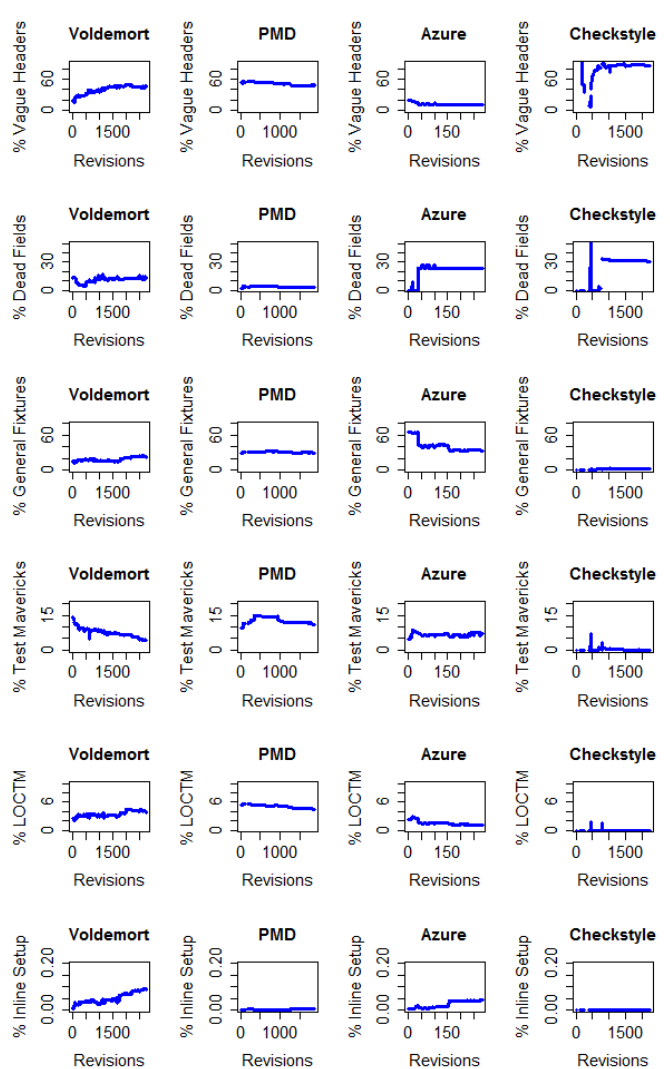 Voldemort PMD Azure Checkstyle
% Vague Headers % Vague Headers % Vague Headers % Vague Headers
60 60 60 60
0 0 0 0
0 1500 0 1000 0 150 0 1500
Revisions Revisions Revisions Revisions
Voldemort PMD Azure Checkstyle
% Dead Fields % Dead Fields % Dead Fields % Dead Fields
30 30 30 30
0 0 0 0
0 1500 0 1000 0 150 0 1500
Revisions Revisions Revisions Revisions
Voldemort PMD Azure Checkstyle
% General Fixtures % General Fixtures % General Fixtures % General Fixtures
60 60 60 60
0 0 0 0
0 1500 0 1000 0 150 0 1500
Revisions Revisions Revisions Revisions
Voldemort PMD Azure Checkstyle
% Test Mavericks % Test Mavericks % Test Mavericks % Test Mavericks
15 15 15 15
0 0 0 0
0 1500 0 1000 0 150 0 1500
Revisions Revisions Revisions Revisions
Voldemort PMD Azure Checkstyle
% LOCTM % LOCTM % LOCTM % LOCTM
6 6 6 6
0 0 0 0
0 1500 0 1000 0 150 0 1500
Revisions Revisions Revisions Revisions
Voldemort PMD Azure Checkstyle
% Inline Setup % Inline Setup % Inline Setup % Inline Setup
0.20 0.20 0.20 0.20
0.00 0.00 0.00 0.00
0 1500 0 1000 0 150 0 1500
Revisions Revisions Revisions Revisions